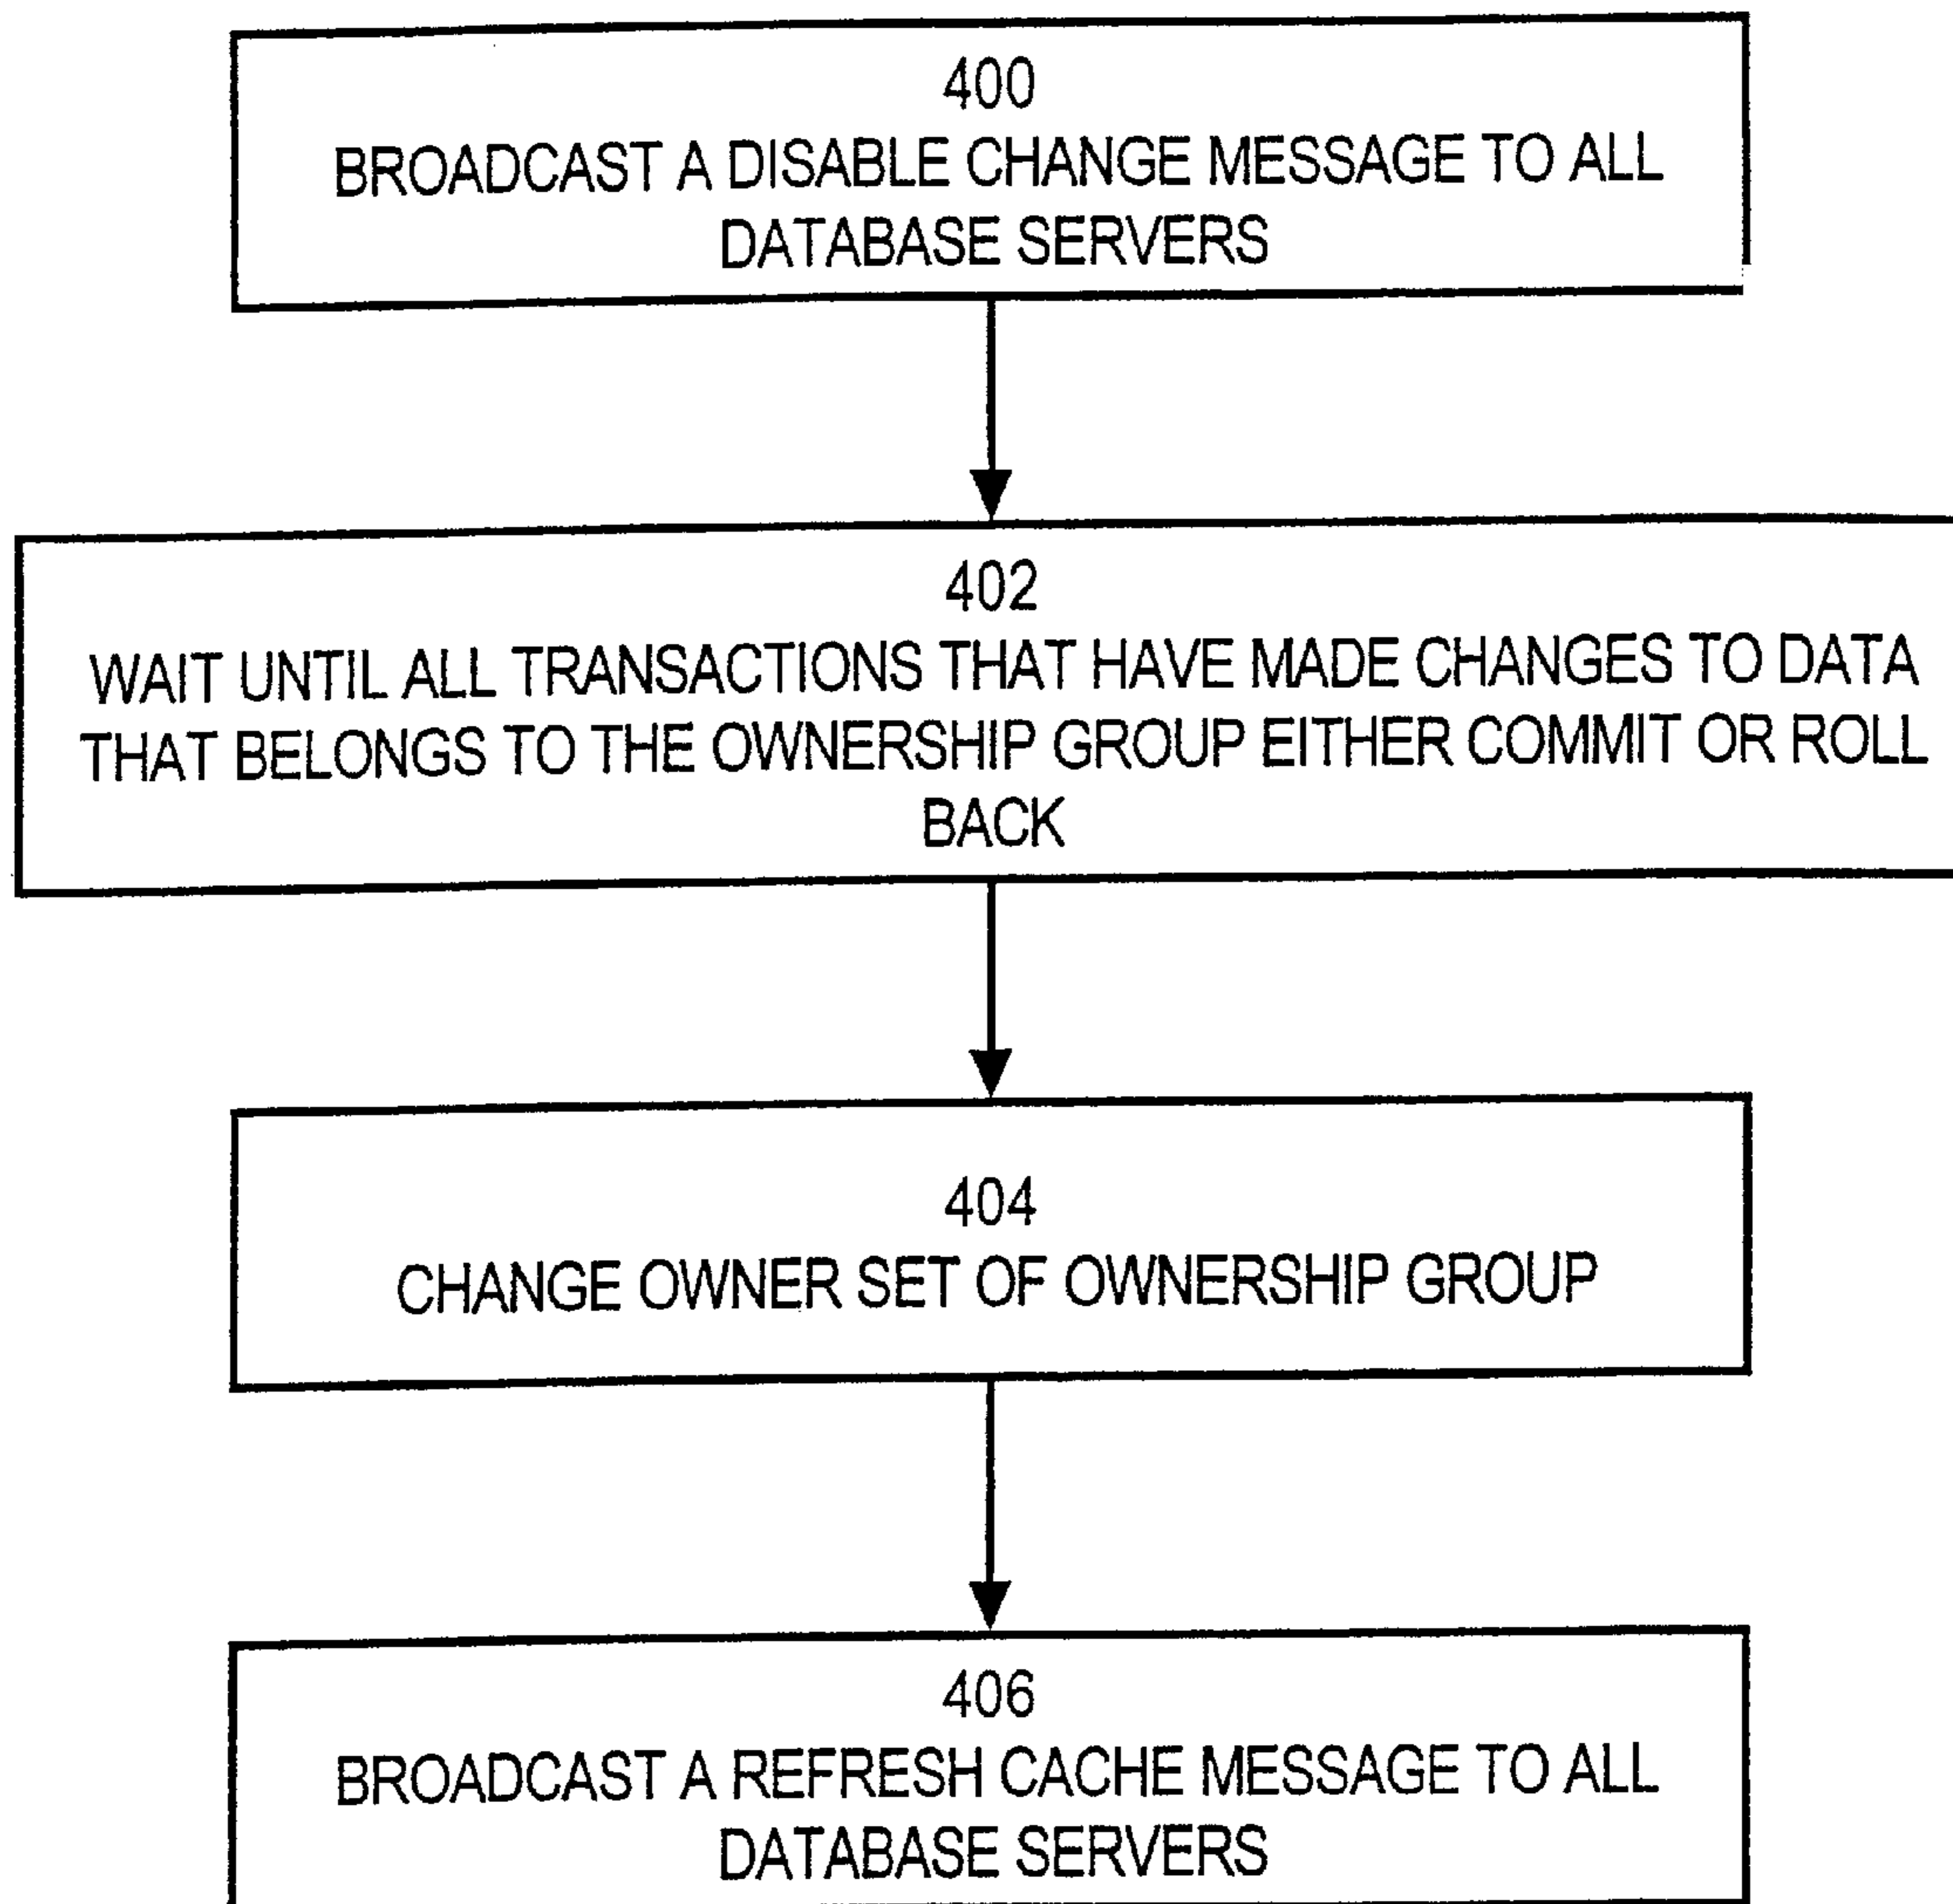 400
BROADCAST A DISABLE CHANGE MESSAGE TO ALL
DATABASE SERVERS
402
WAIT UNTIL ALL TRANSACTIONS THAT HAVE MADE CHANGES TO DATA
THAT BELONGS TO THE OWNERSHIP GROUP EITHER COMMIT OR ROLL
BACK
404
CHANGE OWNER SET OF OWNERSHIP GROUP
406
BROADCAST A REFRESH CACHE MESSAGE TO ALL
DATABASE SERVERS